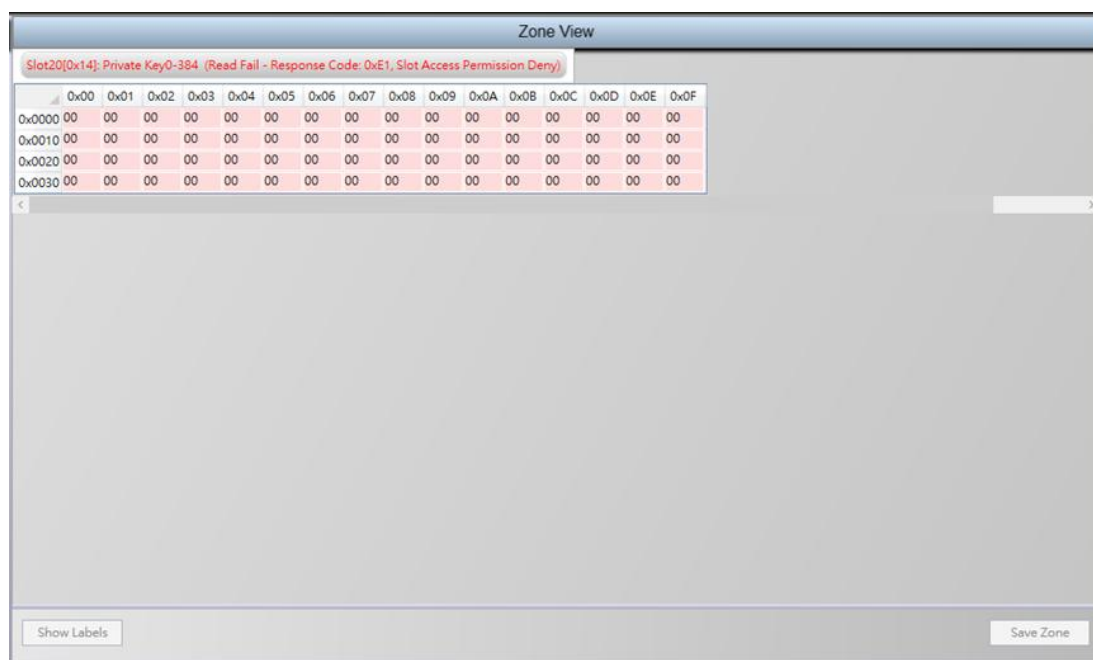 Zone View
Slot20[0x14]: Private Key0-384 (Read Fail - Response Code: 0xE1, Slot Access Permission Deny)
0x00 0x01 0x02 0x03 0x04 0x05 0x06 0x07 0x08 0x09 0x0A 0x0B 0x0C 0x0D 0x0E 0x0F
0x0000 00 00 00 00 00 00 00 00 00 00 00 00 00 00 00 00
0x0010 00 00 00 00 00 00 00 00 00 00 00 00 00 00 00 00
0x0020 00 00 00 00 00 00 00 00 00 00 00 00 00 00 00 00
0x0030 00 00 00 00 00 00 00 00 00 00 00 00 00 00 00 00
Show Labels Save Zone